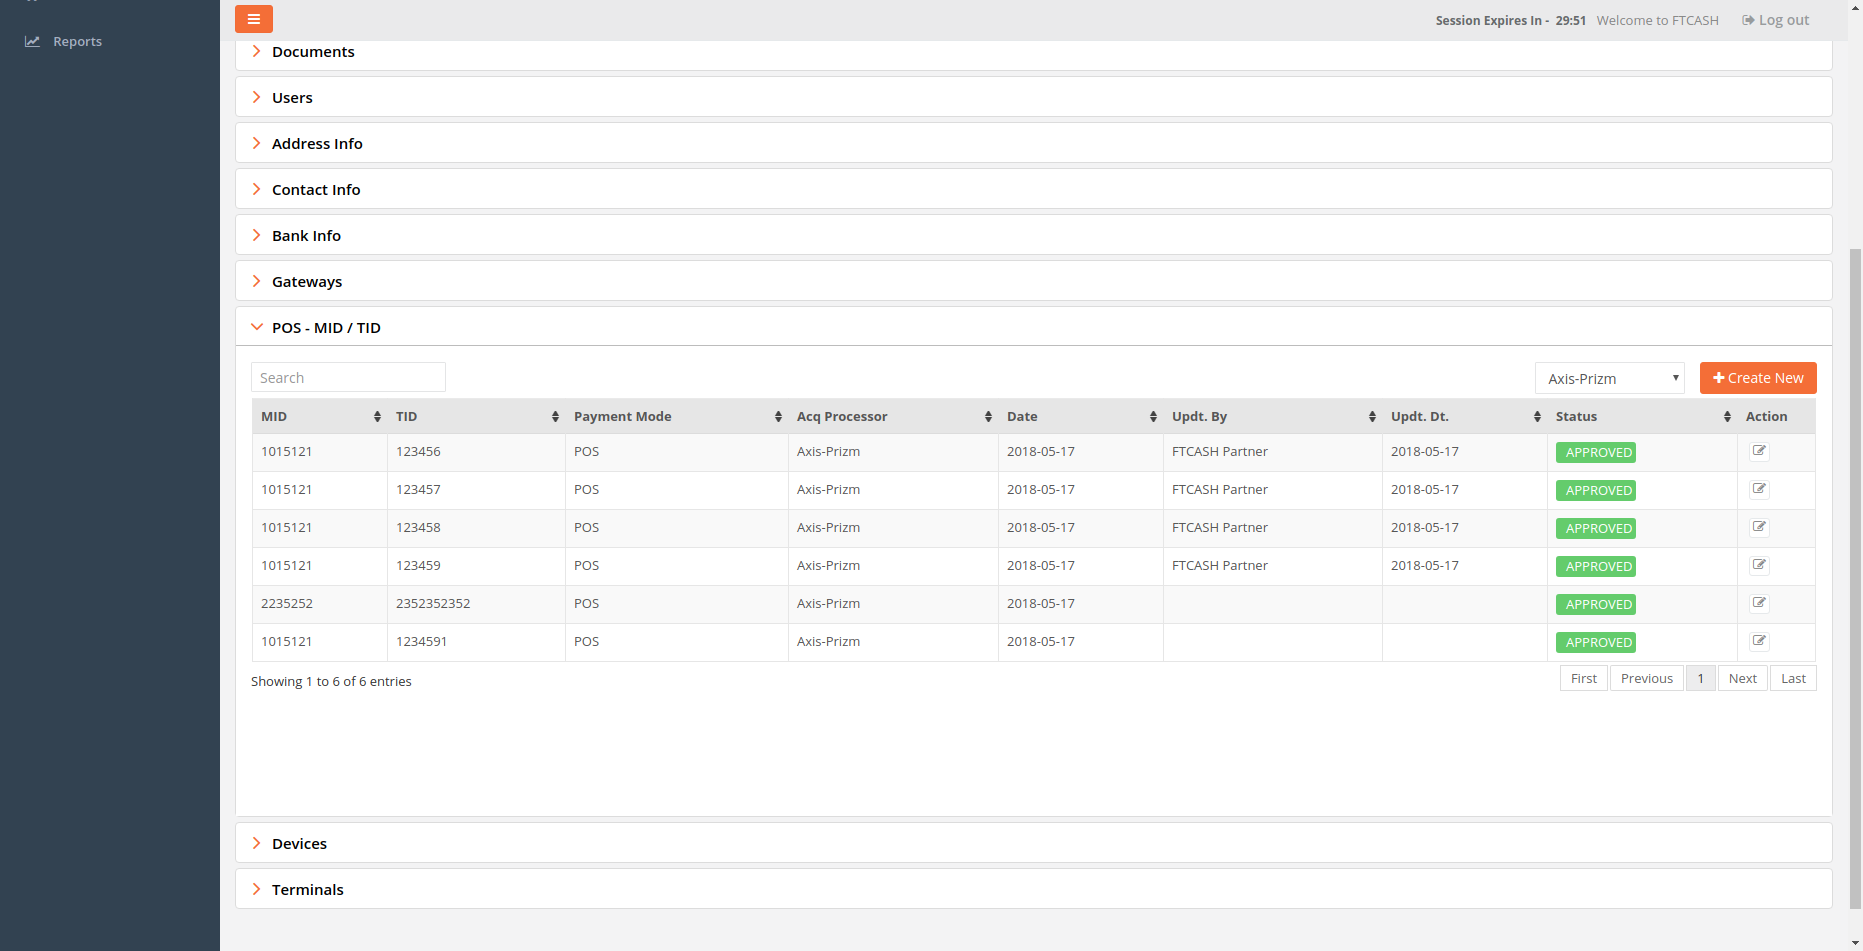 Session Expires In - 29:51 Welcome to FTCASH Log out
Reports
Documents
Users
Address Info
Contact Info
Bank Info
Gateways
POS - MID / TID
Search Axis-Prizm Create New
MID TID Payment Mode Acq Processor Date Updt. By Updt. Dt. Status Action
1015121 123456 POS Axis-Prizm 2018-05-17 FTCASH Partner 2018-05-17 APPROVED
1015121 123457 POS Axis-Prizm 2018-05-17 FTCASH Partner 2018-05-17 APPROVED
1015121 123458 POS Axis-Prizm 2018-05-17 FTCASH Partner 2018-05-17 APPROVED
1015121 123459 POS Axis-Prizm 2018-05-17 FTCASH Partner 2018-05-17 APPROVED
2235252 2352352352 POS Axis-Prizm 2018-05-17 APPROVED
1015121 1234591 POS Axis-Prizm 2018-05-17 APPROVED
Showing 1 to 6 of 6 entries First Previous 1 Next Last
Devices
Terminals